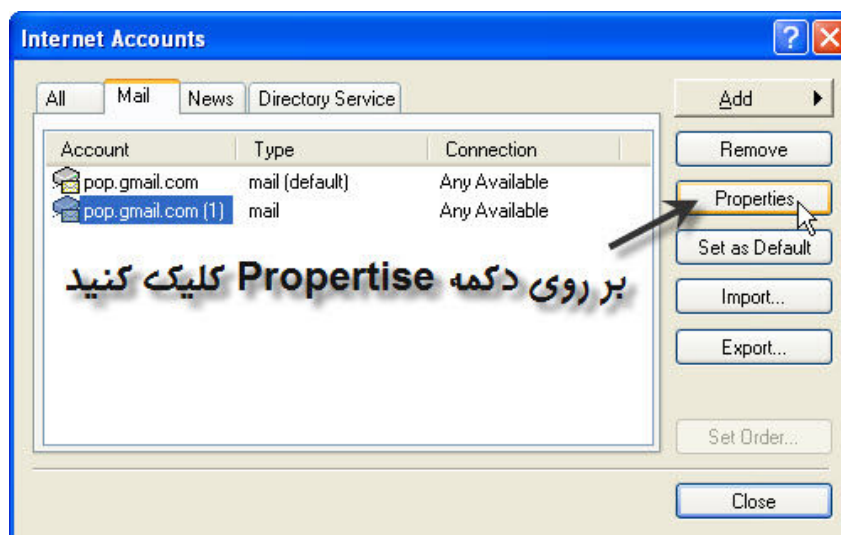 Internet Accounts
All Mail News Directory Service
Add
Account Type Connection
Remove
pop.gmail.com mail (default) Any Available
Properties
pop.gmail.com (1) mail Any Available
Set as Default
بر روی دکمه Propertise کلیک کنید
Import...
Export...
Set Order...
Close